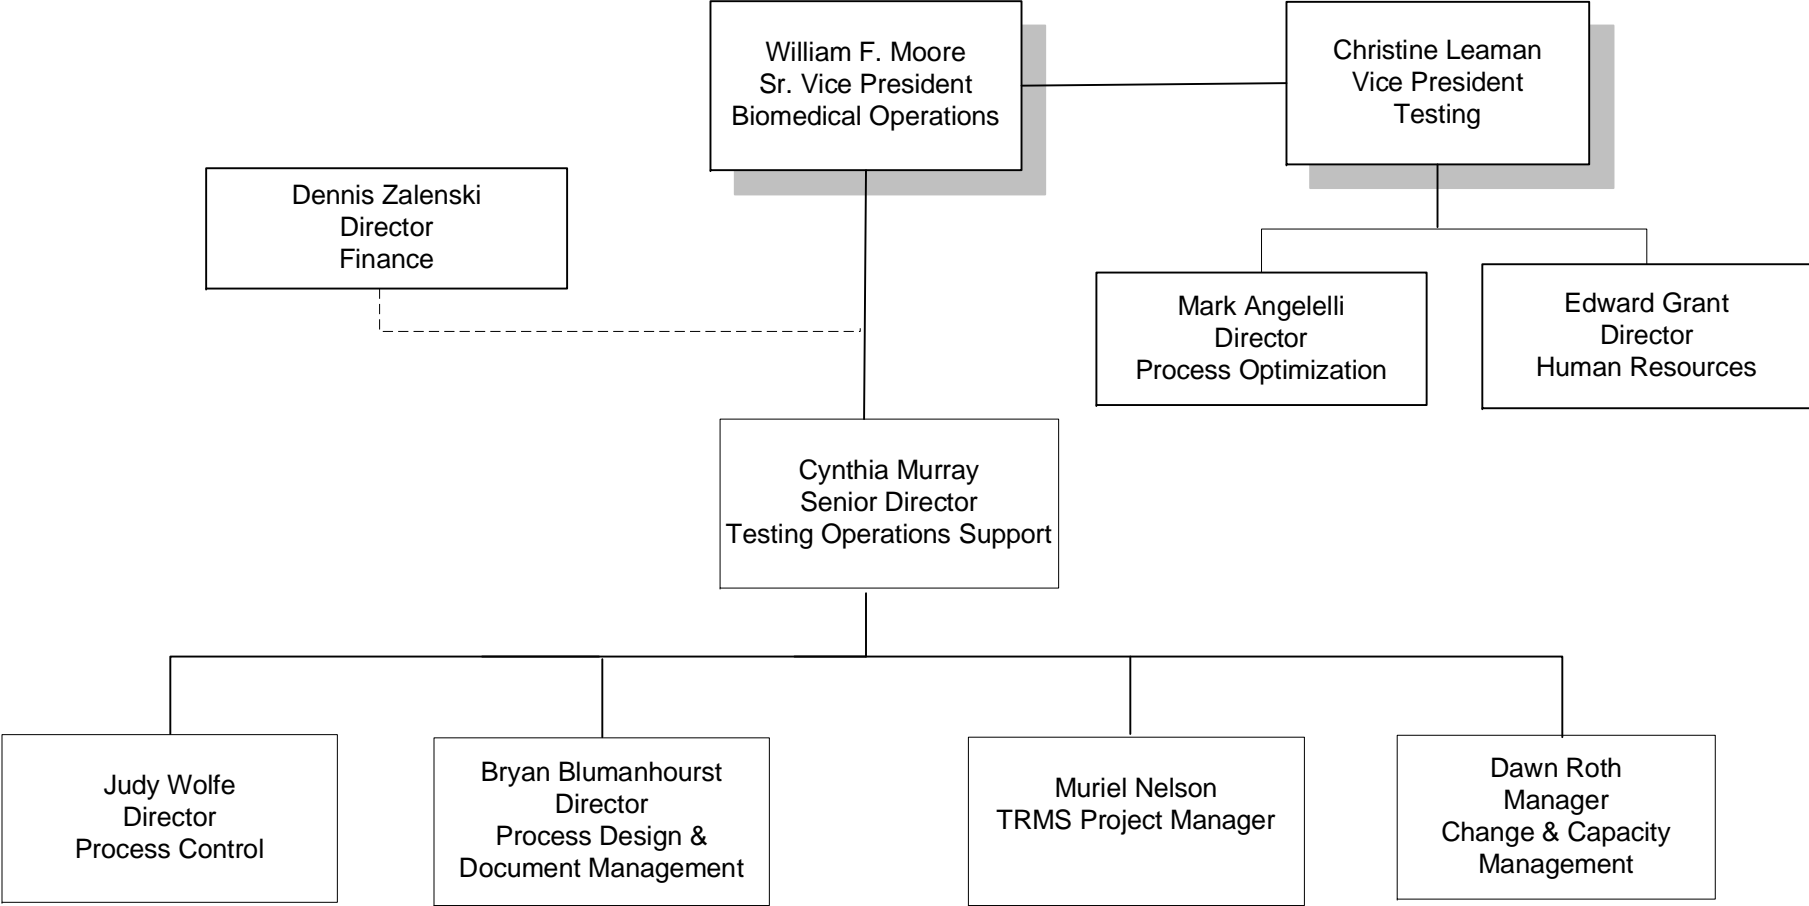 William F. Moore
Sr. Vice President
Biomedical Operations
Christine Leaman
Vice President
Testing
Dennis Zalenski
Director
Finance
Mark Angelelli
Director
Process Optimization
Edward Grant
Director
Human Resources
Cynthia Murray
Senior Director
Testing Operations Support
Judy Wolfe
Director
Process Control
Bryan Blumanhourst
Director
Process Design &
Document Management
Muriel Nelson
TRMS Project Manager
Dawn Roth
Manager
Change & Capacity
Management